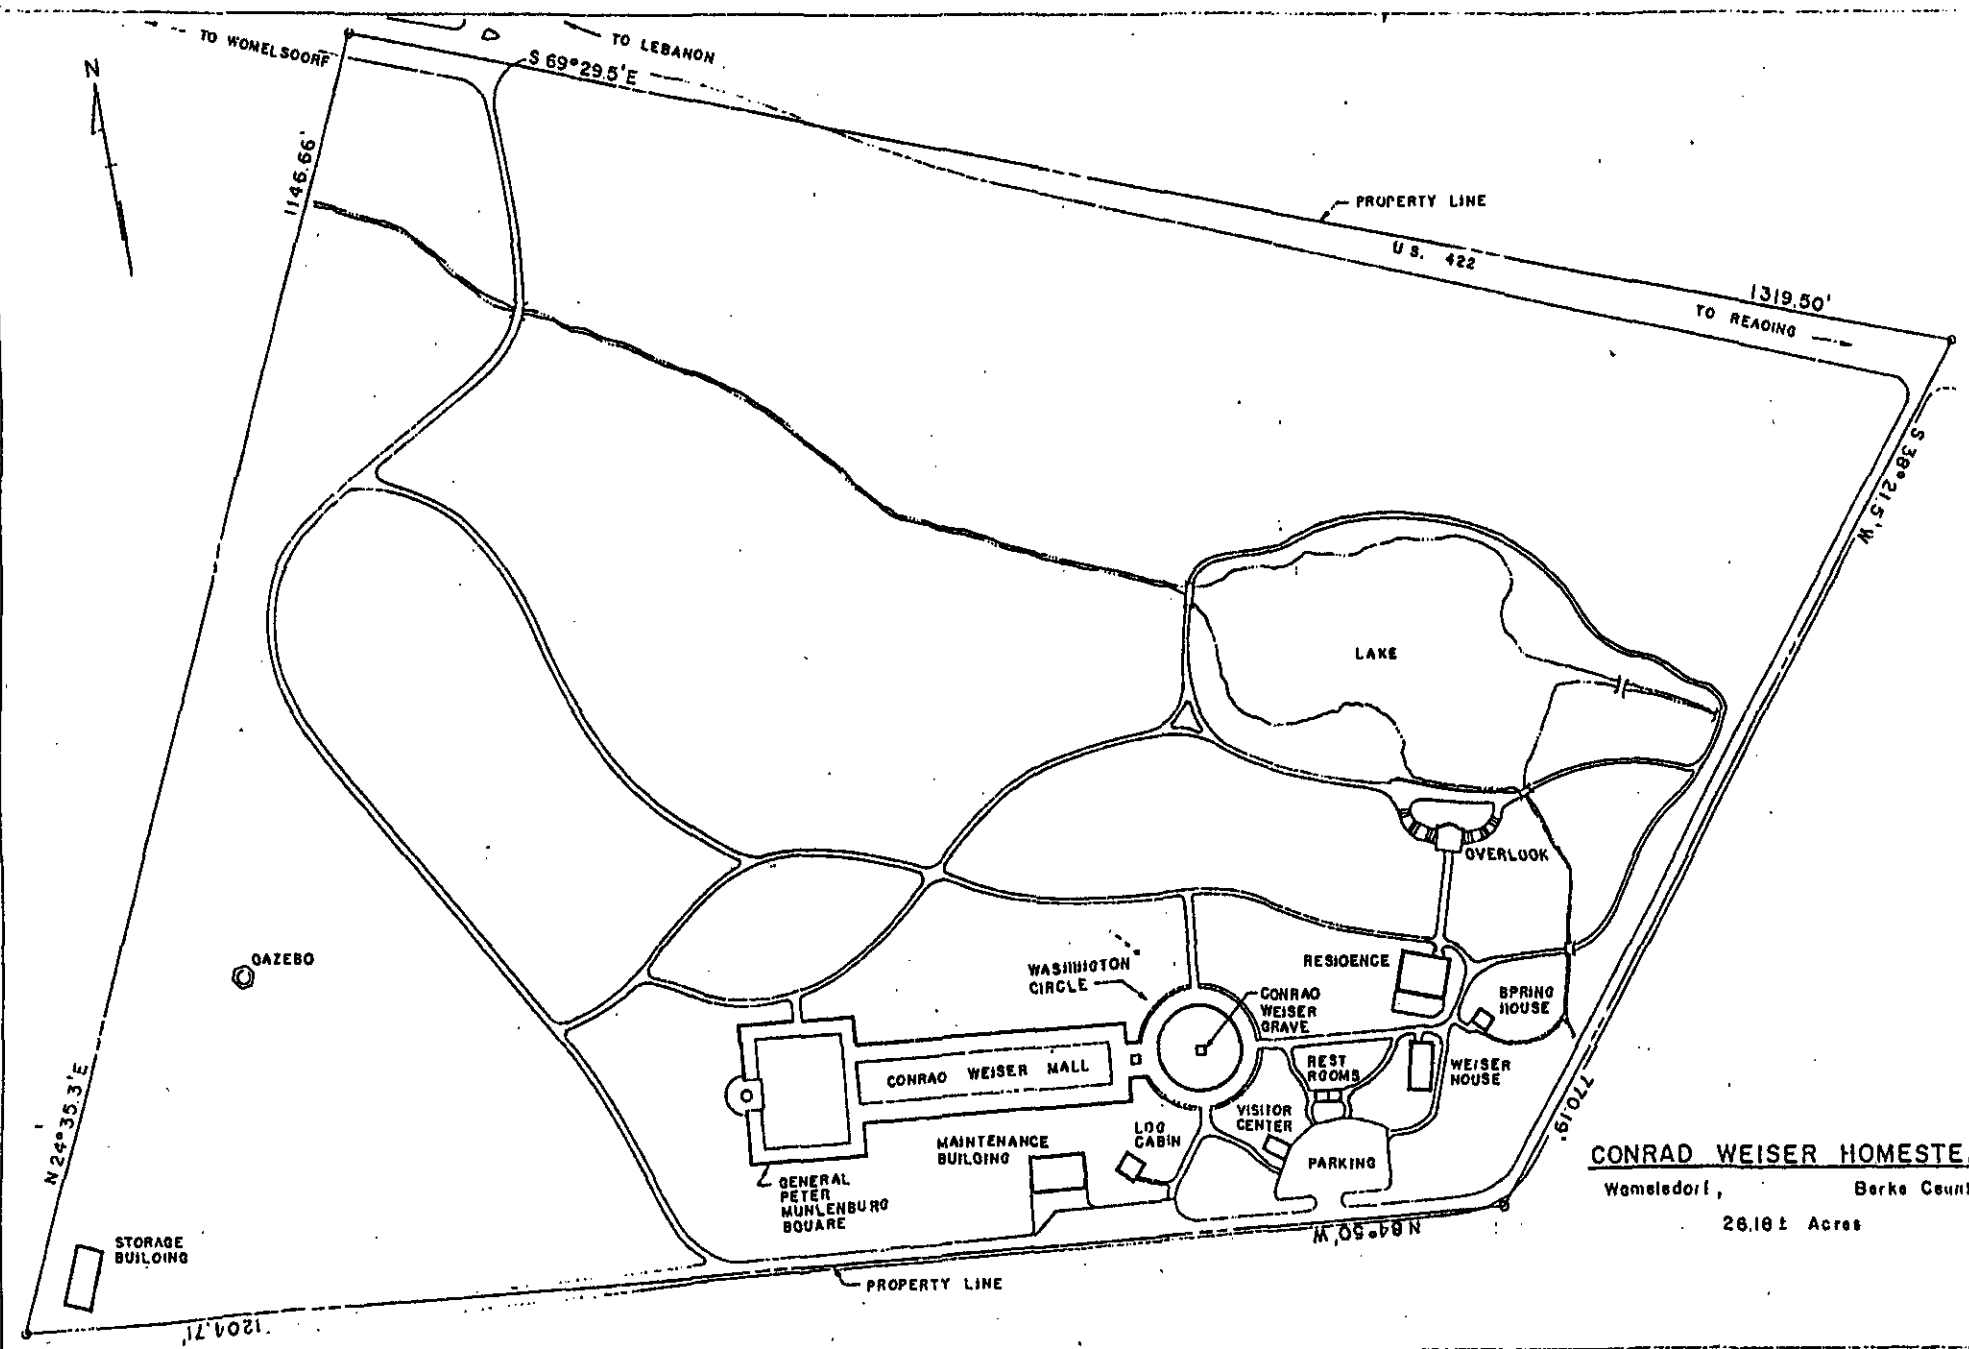 N
TO WOMELSDORF
TO LEBANON
S 69°29.5'E
1146.66'
PROPERTY LINE
U S. 422
1319.50'
TO READING
S 38°21.5'W
LAKE
OVERLOOK
GAZEBO
WASHINGTON
CIRCLE
CONRAD
WEISER
GRAVE
RESIDENCE
SPRING
HOUSE
CONRAD WEISER MALL
REST
ROOMS
WEISER
HOUSE
VISITOR
CENTER
LOG
CABIN
MAINTENANCE
BUILDING
PARKING
GENERAL
PETER
MUHLENBURG
SQUARE
N 24°35.3'E
770.19'
STORAGE
BUILDING
N84°50'W
PROPERTY LINE
1204.71'
CONRAD WEISER HOMESTE
Womelsdorf, Berks Coun
26.18± Acres